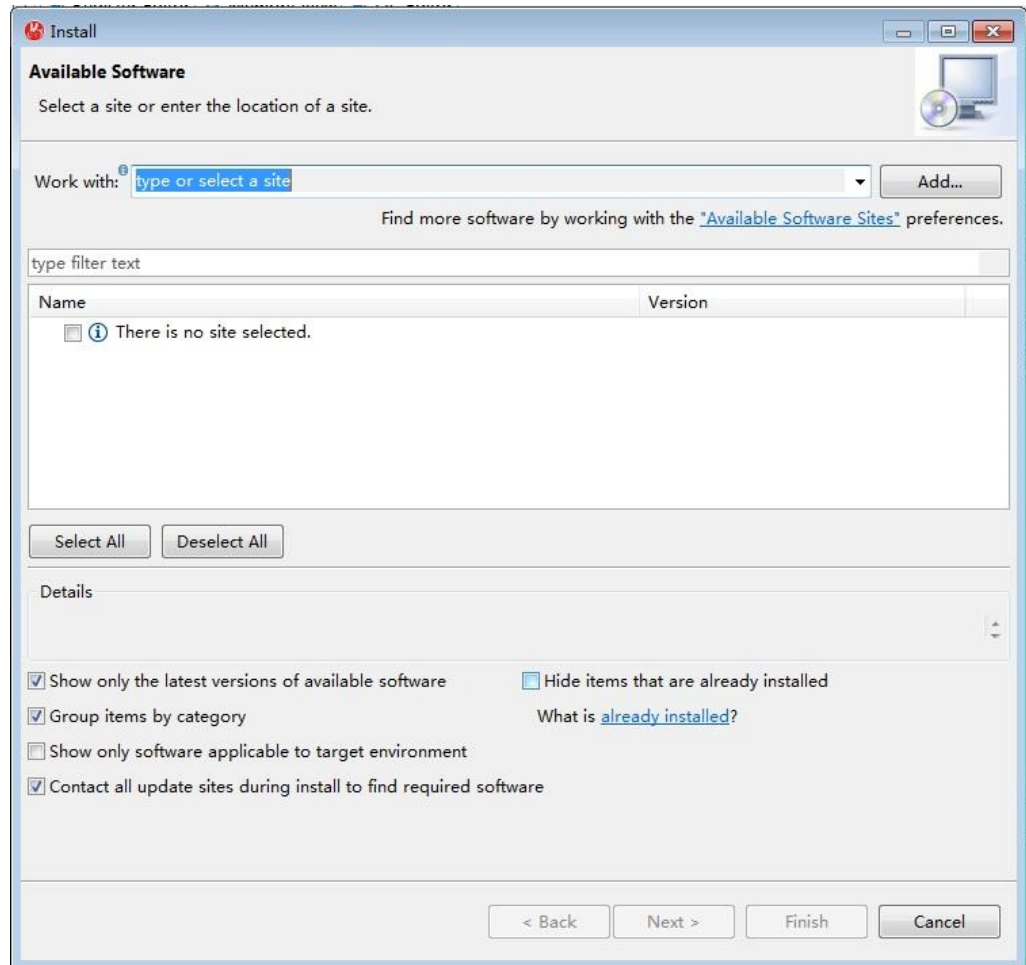 Install
Available Software
Select a site or enter the location of a site.
Work with:
type or select a site
Add...
Find more software by working with the "Available Software Sites" preferences.
type filter text
Name Version
There is no site selected.
Select All Deselect All
Details
Show only the latest versions of available software Hide items that are already installed
Group items by category What is already installed?
Show only software applicable to target environment
Contact all update sites during install to find required software
< Back Next > Finish Cancel